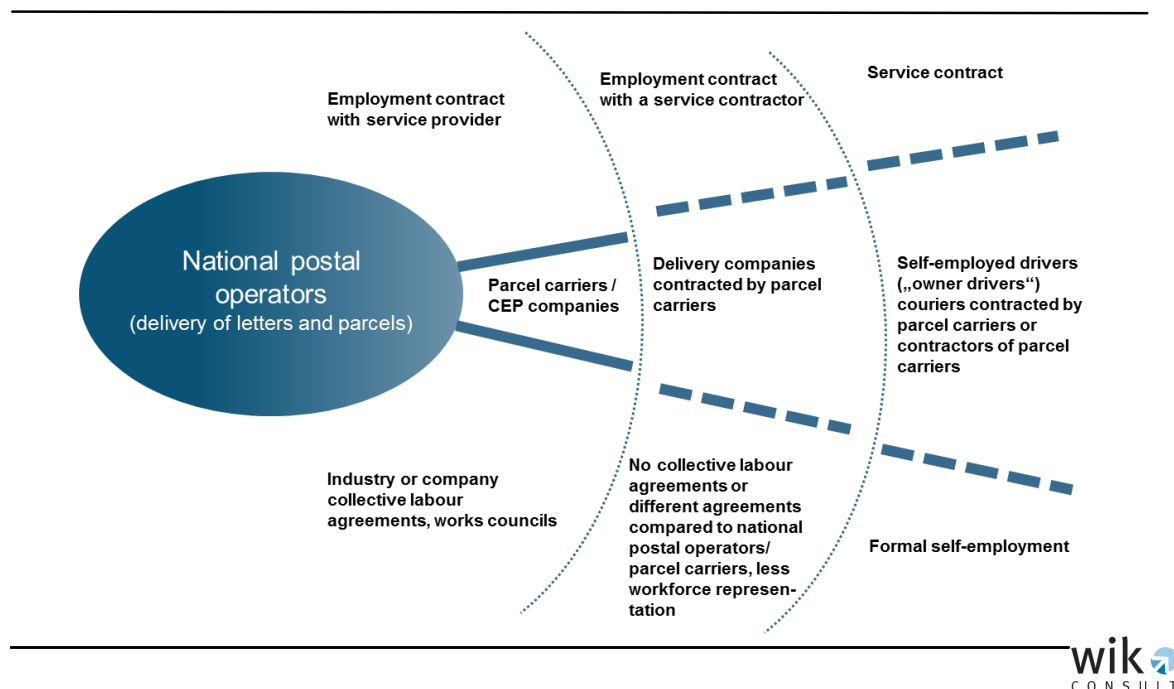 Employment contract
with service provider
Employment contract
with a service contractor
Service contract
National postal
operators
(delivery of letters and parcels)
Parcel carriers /
CEP companies
Delivery companies
contracted by parcel
carriers
Self-employed drivers
(„owner drivers“)
couriers contracted by
parcel carriers or
contractors of parcel
carriers
Industry or company
collective labour
agreements, works councils
No collective labour
agreements or
different agreements
compared to national
postal operators/
parcel carriers, less
workforce represen-
tation
Formal self-employment
wik
CONSULT